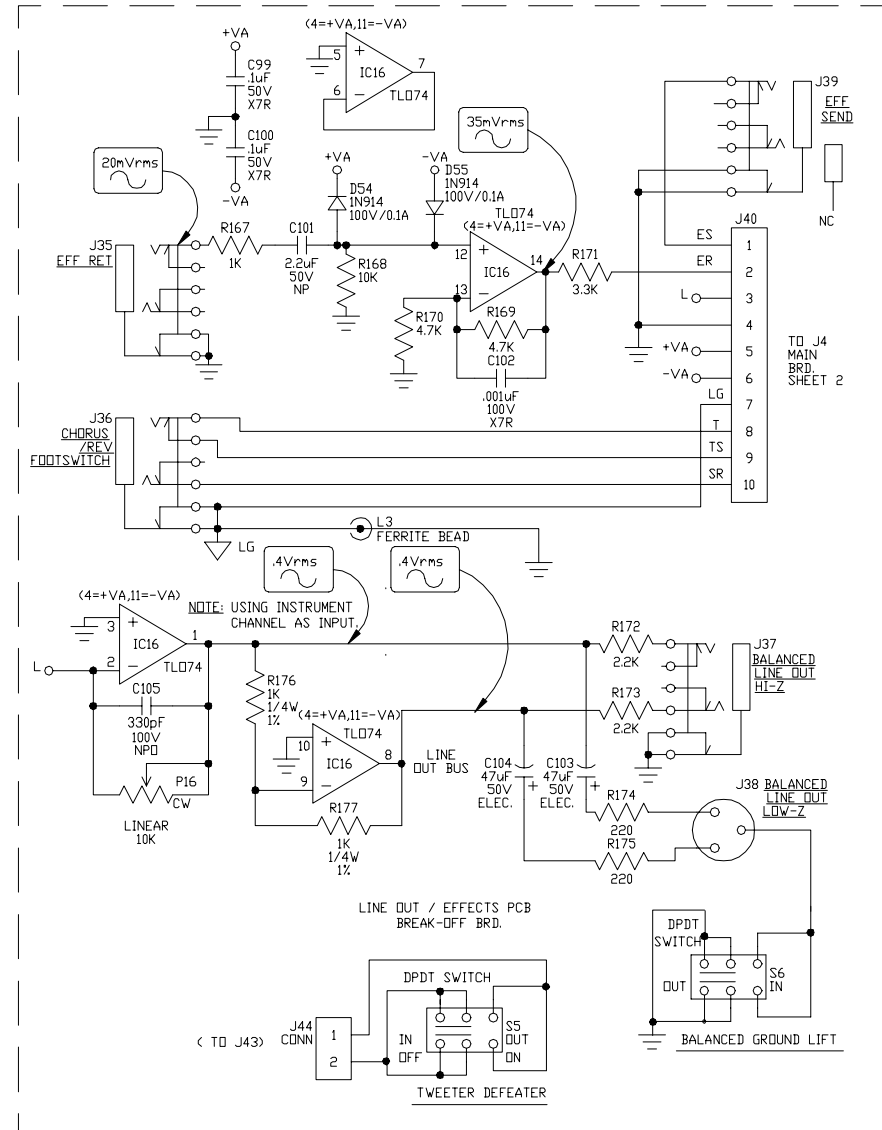 +VA
C99
.1uF
50V
X7R
C100
.1uF
50V
X7R
-VA
(4=+VA,11=-VA)
5
+
IC16
7
6
-
TL074
20mVrms
35mVrms
J39
EFF
SEND
NC
J35
EFF RET
R167
1K
C101
2.2uF
50V
NP
+VA
D54
1N914
100V/0.1A
-VA
D55
1N914
100V/0.1A
R168
10K
TL074
(4=+VA,11=-VA)
12
+
14
IC16
13
-
R170
4.7K
R169
4.7K
C102
.001uF
100V
X7R
R171
3.3K
J40
ES
1
ER
2
L
3
4
+VA
5
-VA
6
LG
7
T
8
TS
9
SR
10
TO J4
MAIN
BRD.
SHEET 2
J36
CHORUS
/REV
FOOTSWITCH
LG
L3
FERRITE BEAD
.4Vrms
.4Vrms
NOTE: USING INSTRUMENT
CHANNEL AS INPUT.
(4=+VA,11=-VA)
3
+
1
IC16
L
2
-
TL074
C105
330pF
100V
NPO
P16
CW
LINEAR
10K
R176
1K
1/4W
1%
(4=+VA,11=-VA)
TL074
10
+
8
IC16
9
-
R177
1K
1/4W
1%
LINE
OUT BUS
R172
2.2K
R173
2.2K
J37
BALANCED
LINE OUT
HI-Z
C104
47uF
50V
ELEC.
+
C103
47uF
50V
ELEC.
+
R174
220
R175
220
J38 BALANCED
LINE OUT
LOW-Z
LINE OUT / EFFECTS PCB
BREAK-OFF BRD.
DPDT
SWITCH
S6
OUT
IN
BALANCED GROUND LIFT
( TO J43)
J44
CONN
1
2
DPDT SWITCH
S5
IN
OUT
OFF
ON
TWEETER DEFEATER